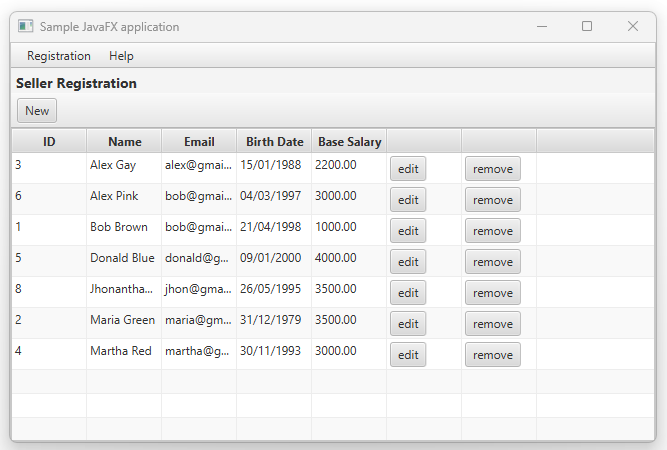 Sample JavaFX application
Registration Help
Seller Registration
New
ID Name Email Birth Date Base Salary
3 Alex Gay alex@gmai... 15/01/1988 2200.00 edit remove
6 Alex Pink bob@gmai... 04/03/1997 3000.00 edit remove
1 Bob Brown bob@gmai... 21/04/1998 1000.00 edit remove
5 Donald Blue donald@g... 09/01/2000 4000.00 edit remove
8 Jhonantha... jhon@gma... 26/05/1995 3500.00 edit remove
2 Maria Green maria@gm... 31/12/1979 3500.00 edit remove
4 Martha Red martha@g... 30/11/1993 3000.00 edit remove